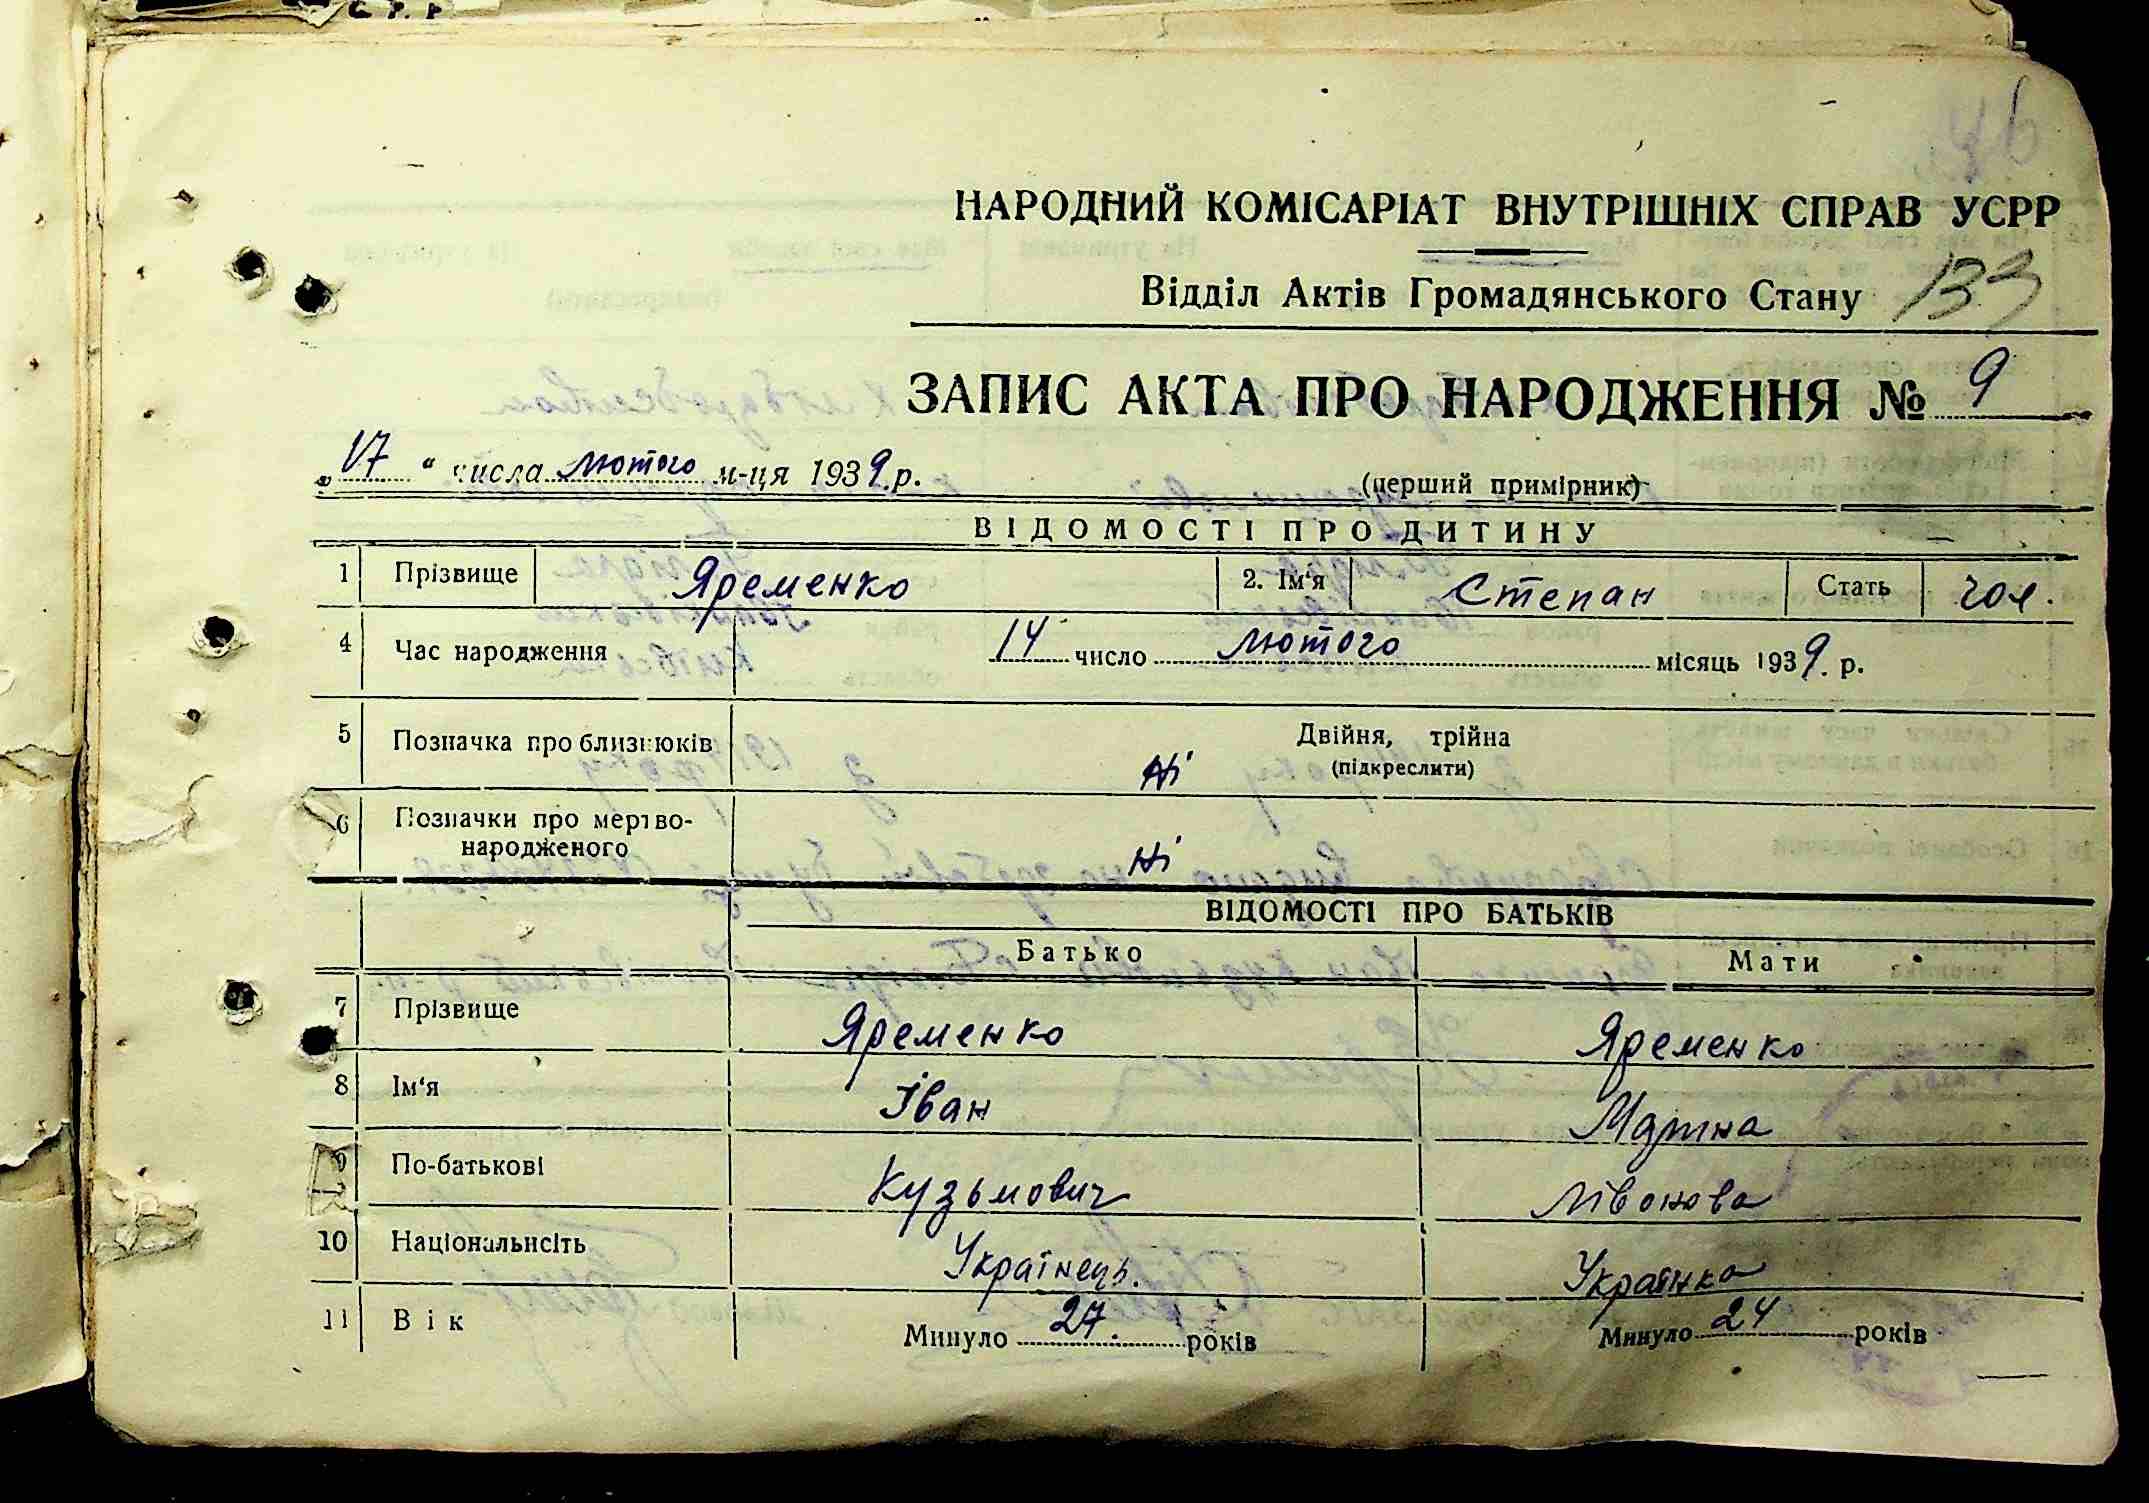 НАРОДНИЙ КОМІСАРІАТ ВНУТРІШНІХ СПРАВ УСРР
Відділ Актів Громадянського Стану 133
ЗАПИС АКТА ПРО НАРОДЖЕННЯ № 9
„17“ числа лютого м-ця 1939.р.
(перший примірник)
ВІДОМОСТІ ПРО ДИТИНУ
1 Прізвище Яременко 2. Ім'я Степан Стать чол.
4 Час народження 14 число лютого місяць 1939. р.
5 Позначка про близнюків Ні Двійня, трійна
(підкреслити)
6 Позначки про мертво-
народженого Ні
ВІДОМОСТІ ПРО БАТЬКІВ
Батько Мати
7 Прізвище Яременко Яременко
8 Ім'я Іван Мотрна
9 По-батькові Кузьмович Лівонова
10 Національнсіть Українець. Українка
11 Вік Минуло 27. років Минуло 24 років